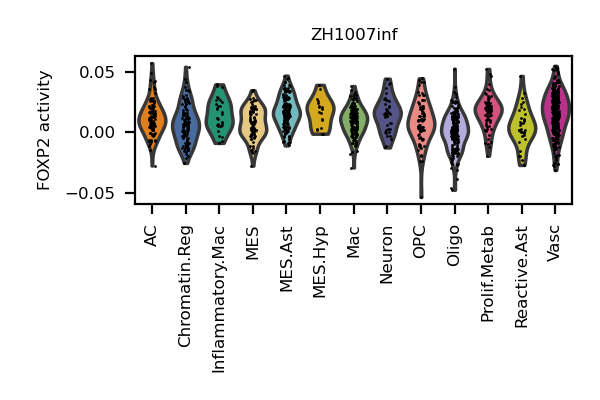 ZH1007inf
FOXP2 activity
0.05
0.00
−0.05
AC
Chromatin.Reg
Inflammatory.Mac
MES
MES.Ast
MES.Hyp
Mac
Neuron
OPC
Oligo
Prolif.Metab
Reactive.Ast
Vasc